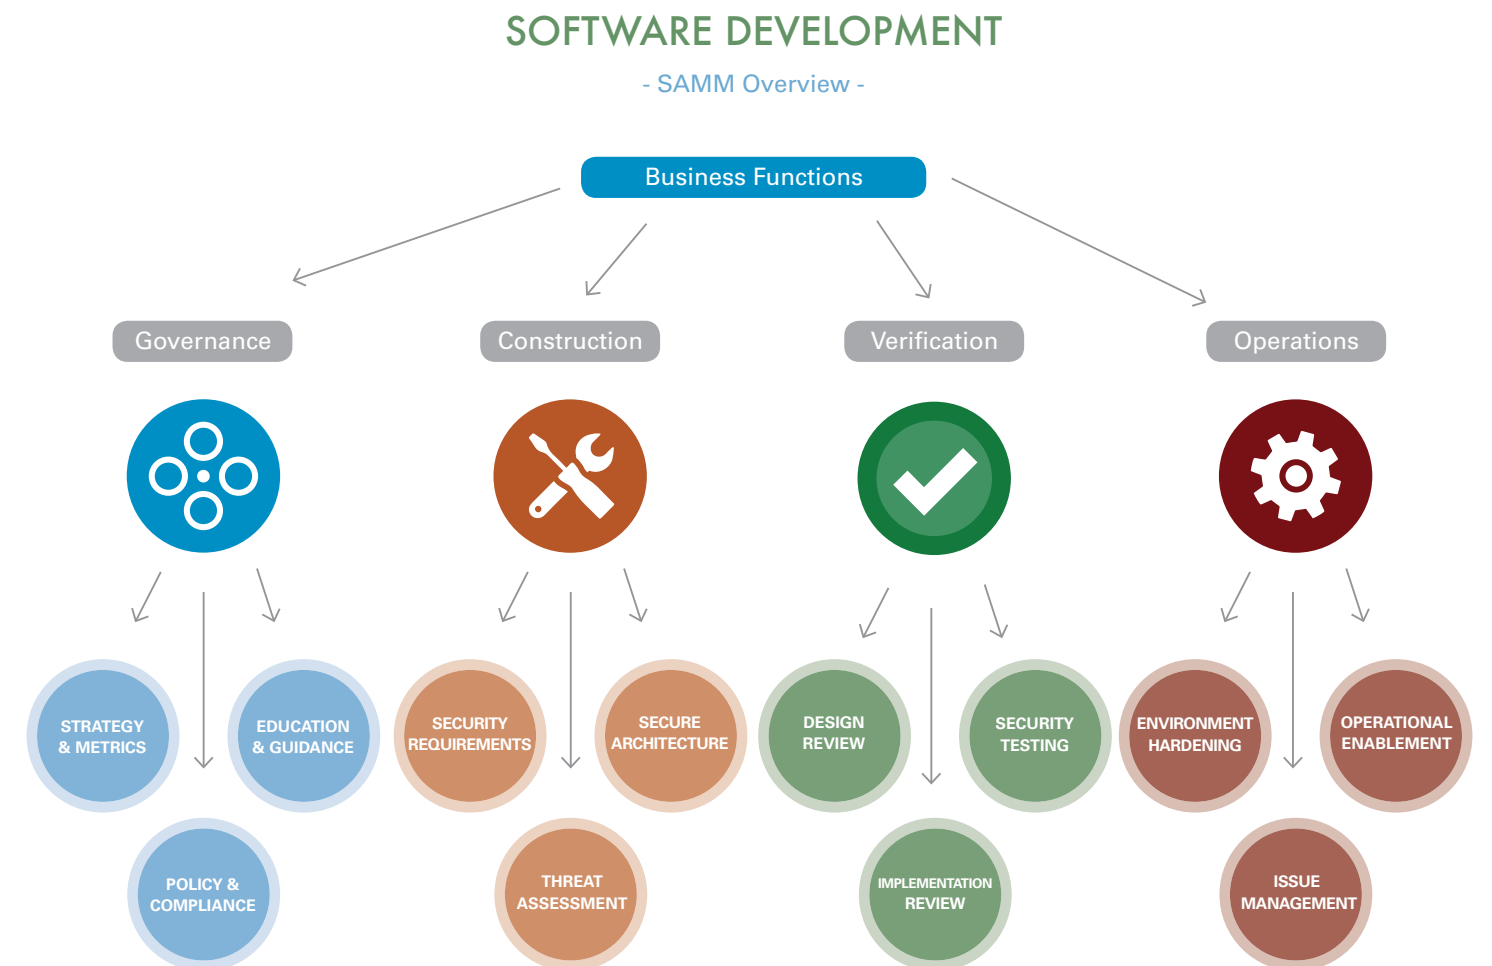 SOFTWARE DEVELOPMENT
- SAMM Overview -
Business Functions
Governance
Construction
Verification
Operations
STRATEGY
& METRICS
EDUCATION
& GUIDANCE
POLICY &
COMPLIANCE
SECURITY
REQUIREMENTS
SECURE
ARCHITECTURE
THREAT
ASSESSMENT
DESIGN
REVIEW
SECURITY
TESTING
IMPLEMENTATION
REVIEW
ENVIRONMENT
HARDENING
OPERATIONAL
ENABLEMENT
ISSUE
MANAGEMENT